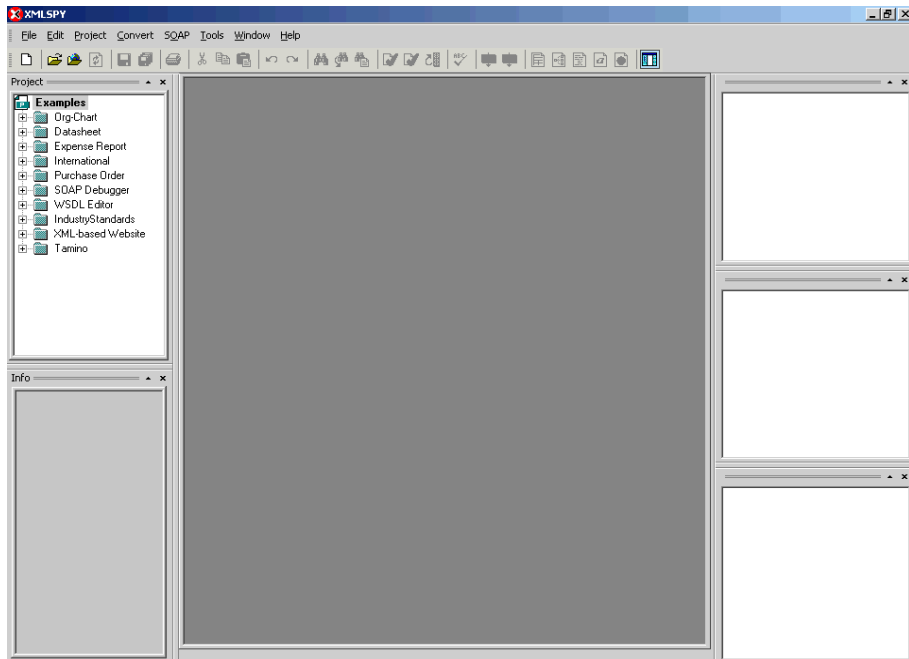 XMLSPY
File Edit Project Convert SOAP Tools Window Help
Project
Examples
Org-Chart
Datasheet
Expense Report
International
Purchase Order
SOAP Debugger
WSDL Editor
IndustryStandards
XML-based Website
Tamino
Info